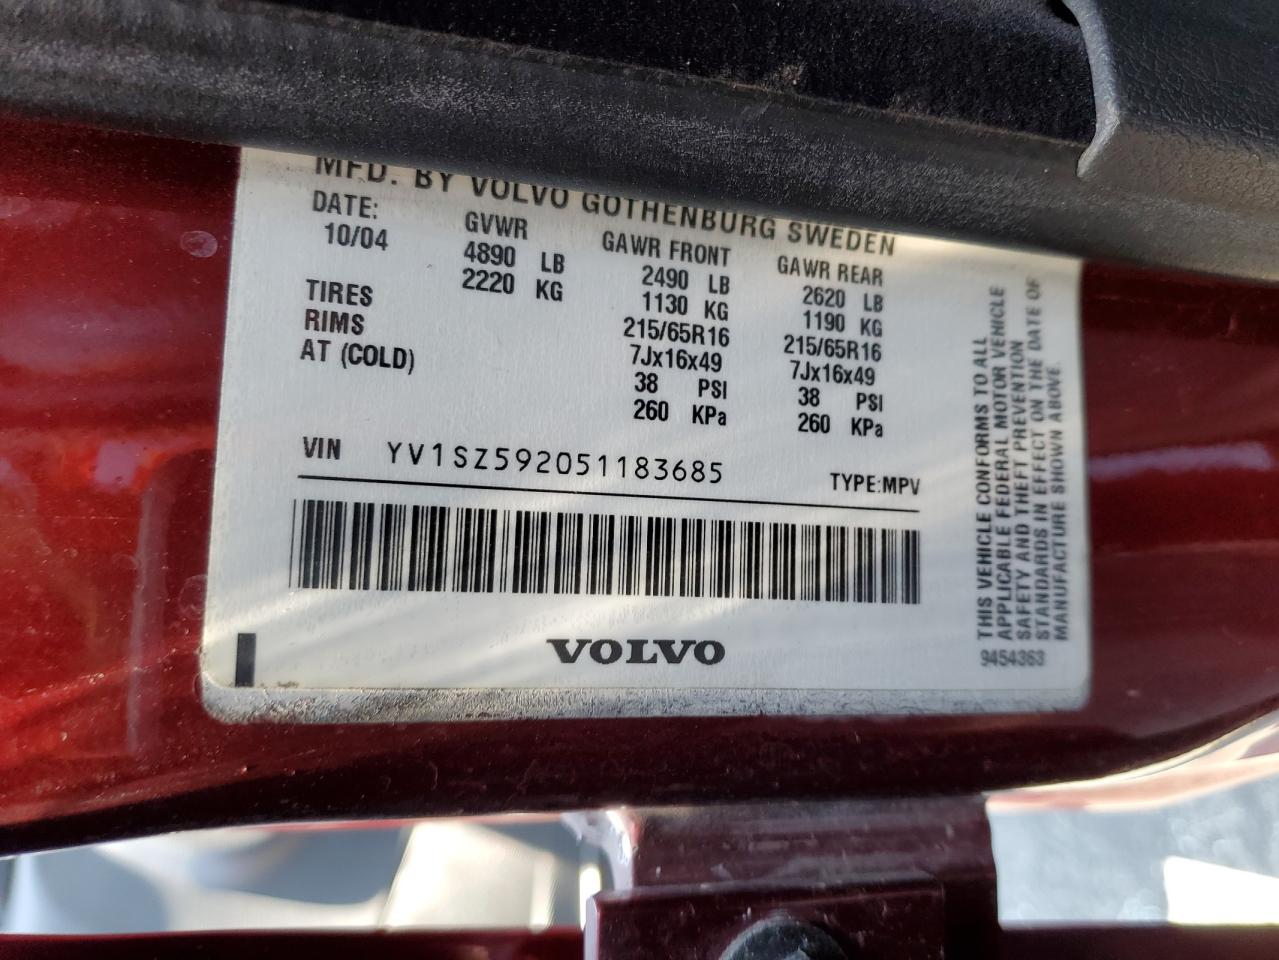 MFD. BY VOLVO GOTHENBURG SWEDEN
DATE: GVWR GAWR FRONT GAWR REAR
10/04 4890 LB 2490 LB 2620 LB
2220 KG 1130 KG 1190 KG
TIRES 215/65R16 215/65R16
RIMS 7Jx16x49 7Jx16x49
AT (COLD) 38 PSI 38 PSI
260 KPa 260 KPa
VIN YV1SZ592051183685 TYPE:MPV
VOLVO
THIS VEHICLE CONFORMS TO ALL
APPLICABLE FEDERAL MOTOR VEHICLE
SAFETY AND THEFT PREVENTION
STANDARDS IN EFFECT ON THE DATE OF
MANUFACTURE SHOWN ABOVE.
9454363